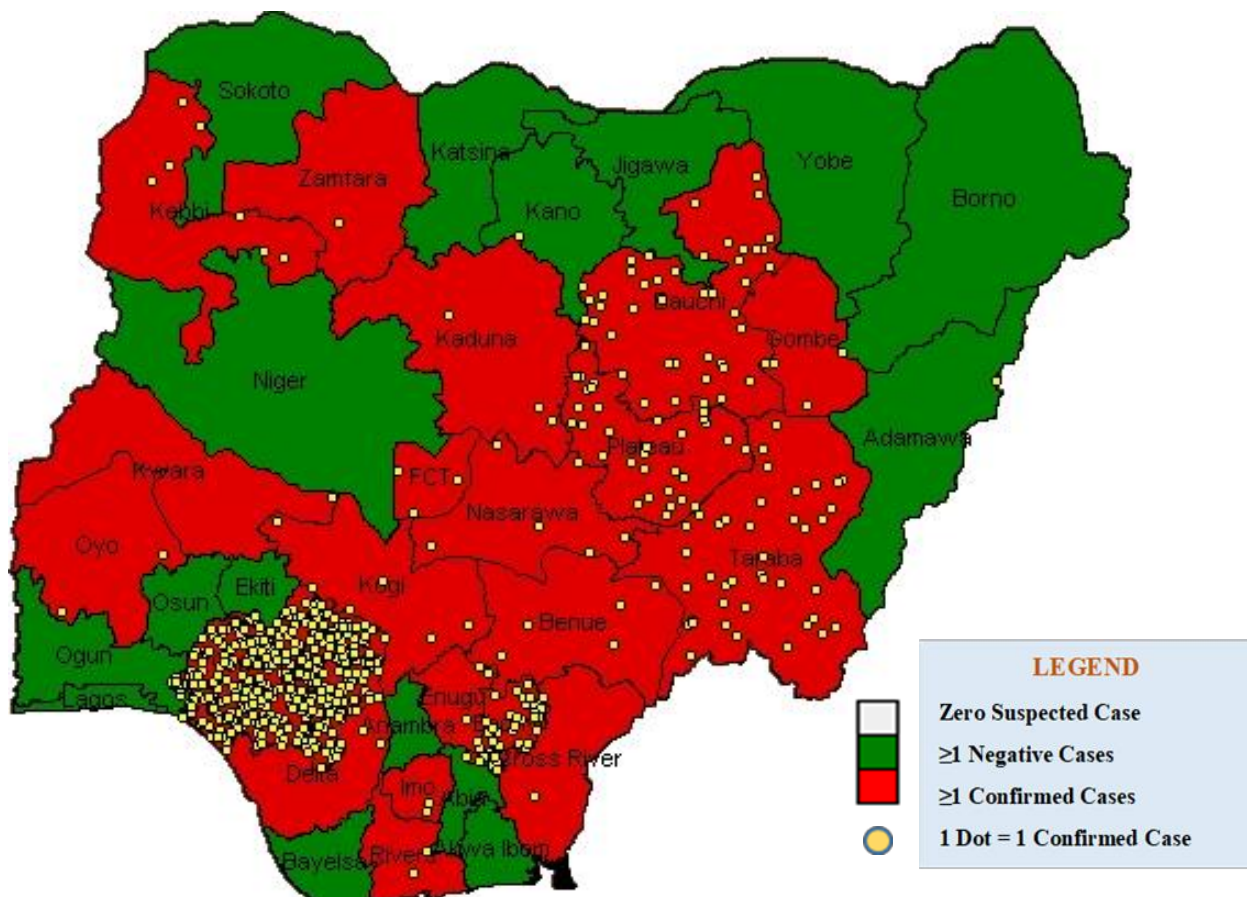 Sokoto
Katsina
Zamfara
Jigawa
Yobe
Borno
Kebbi
Kano
Bauchi
Kaduna
Gombe
Niger
Adamawa
Plateau
Kwara
FCT
Nasarawa
Oyo
Taraba
Kogi
Ekiti
Osun
Benue
Ogun
Lagos
Enugu
Anambra
Cross River
Delta
Imo
Abia
Bayelsa
Rivers
Akwa Ibom
LEGEND
Zero Suspected Case
≥1 Negative Cases
≥1 Confirmed Cases
1 Dot = 1 Confirmed Case